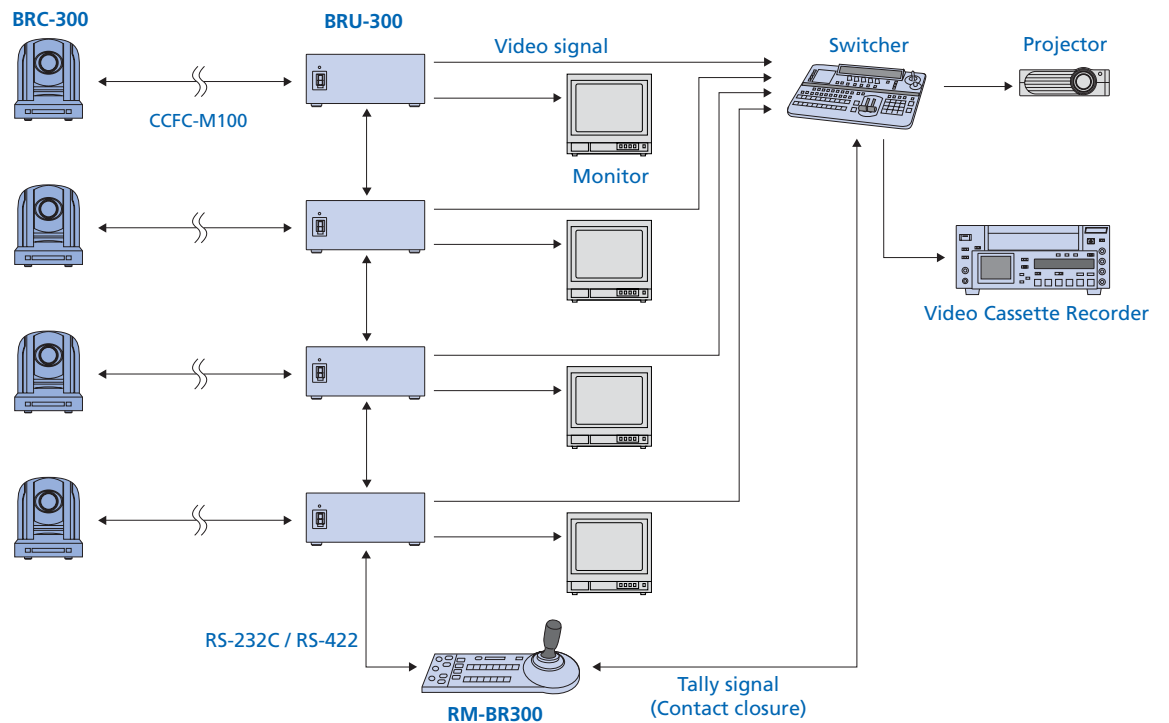 BRC-300
BRU-300
Video signal
Switcher
Projector
CCFC-M100
Monitor
Video Cassette Recorder
RS-232C / RS-422
RM-BR300
Tally signal
(Contact closure)